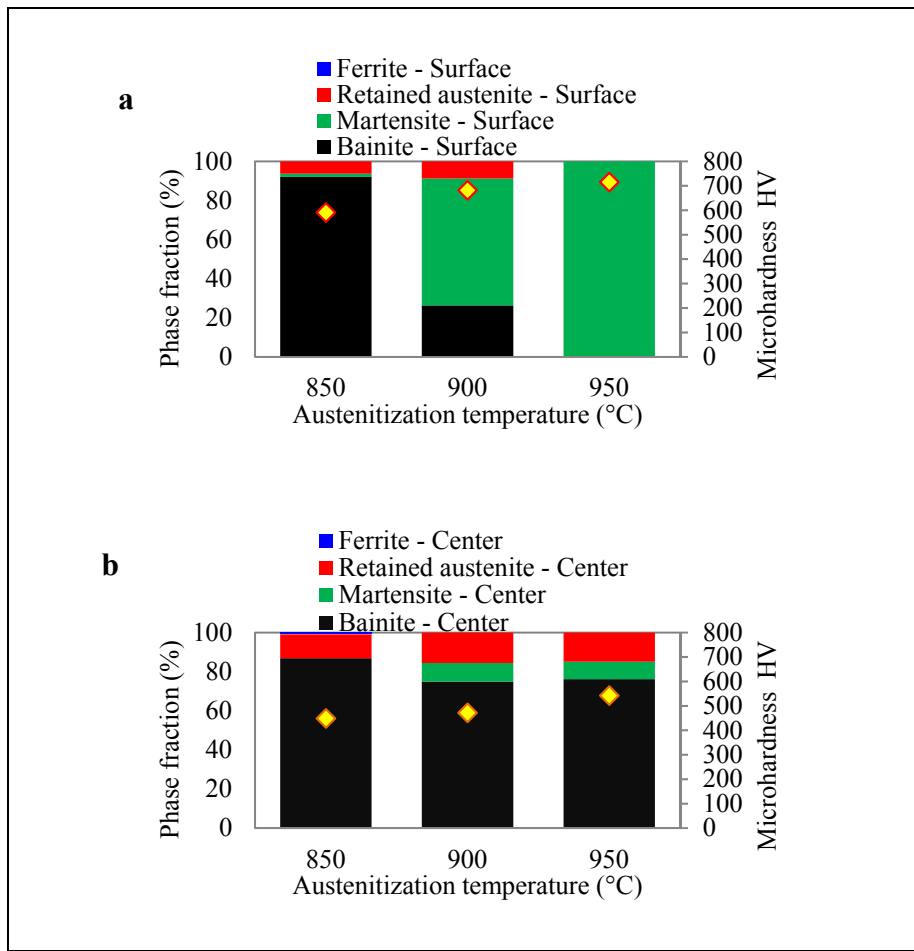 a
Ferrite - Surface
Retained austenite - Surface
Martensite - Surface
Bainite - Surface
Phase fraction (%)
100
80
60
40
20
0
800
700
600
500
400
300
200
100
0
Microhardness HV
850 900 950
Austenitization temperature (°C)
b
Ferrite - Center
Retained austenite - Center
Martensite - Center
Bainite - Center
Phase fraction (%)
100
80
60
40
20
0
800
700
600
500
400
300
200
100
0
Microhardness HV
850 900 950
Austenitization temperature (°C)